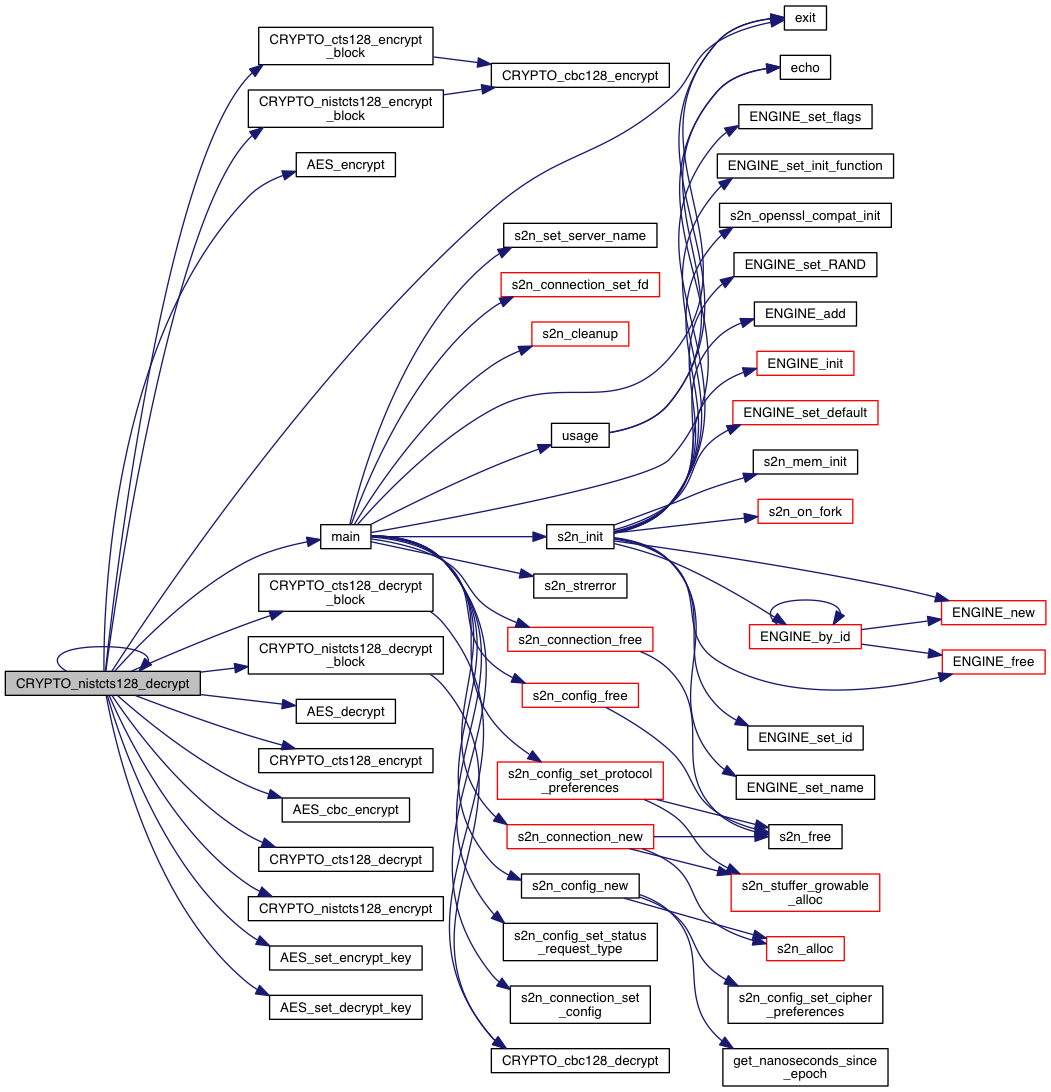 exit
CRYPTO_cts128_encrypt
_block
echo
CRYPTO_cbc128_encrypt
CRYPTO_nistcts128_encrypt
_block
ENGINE_set_flags
AES_encrypt
ENGINE_set_init_function
s2n_openssl_compat_init
s2n_set_server_name
ENGINE_set_RAND
s2n_connection_set_fd
ENGINE_add
s2n_cleanup
ENGINE_init
ENGINE_set_default
usage
s2n_mem_init
s2n_on_fork
main
s2n_init
s2n_strerror
CRYPTO_cts128_decrypt
_block
ENGINE_new
s2n_connection_free
ENGINE_by_id
CRYPTO_nistcts128_decrypt
_block
ENGINE_free
CRYPTO_nistcts128_decrypt
s2n_config_free
AES_decrypt
ENGINE_set_id
CRYPTO_cts128_encrypt
s2n_config_set_protocol
_preferences
ENGINE_set_name
AES_cbc_encrypt
s2n_connection_new
s2n_free
CRYPTO_cts128_decrypt
s2n_config_new
s2n_stuffer_growable
_alloc
CRYPTO_nistcts128_encrypt
s2n_config_set_status
_request_type
s2n_alloc
AES_set_encrypt_key
s2n_connection_set
_config
s2n_config_set_cipher
_preferences
AES_set_decrypt_key
CRYPTO_cbc128_decrypt
get_nanoseconds_since
_epoch